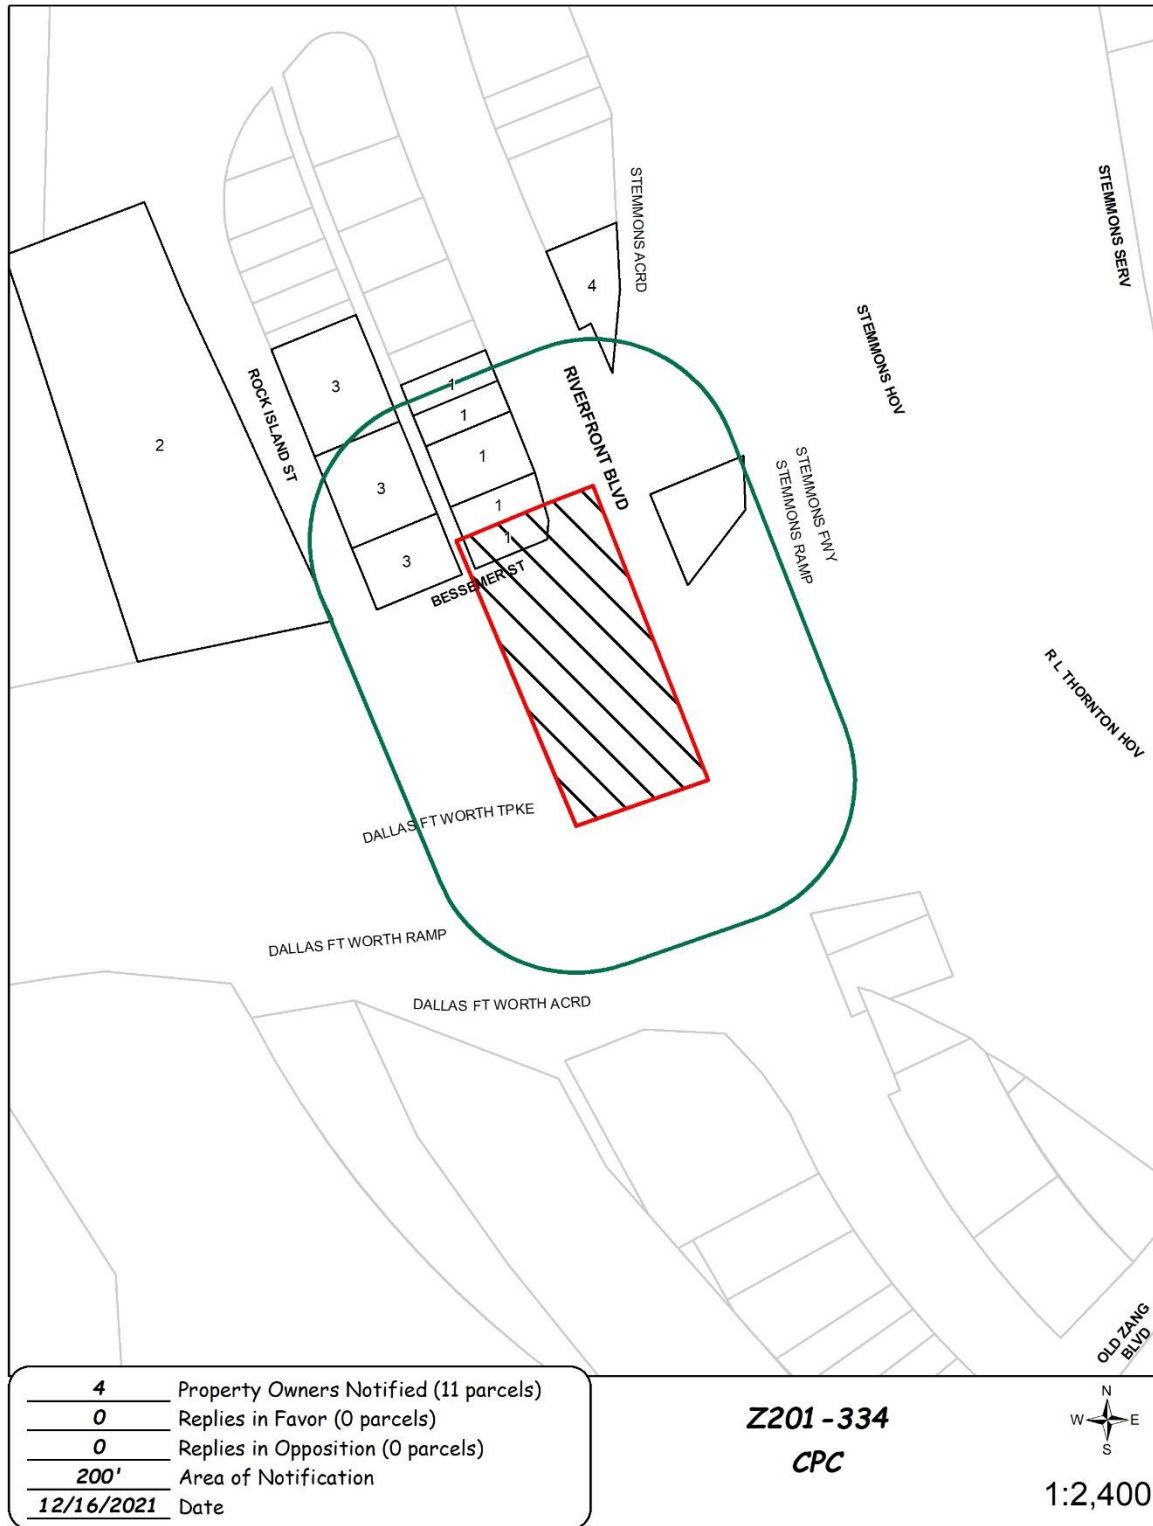 STEMMONS ACRD
STEMMONS SERV
4
STEMMONS HOV
3
1
ROCK ISLAND ST
RIVERFRONT BLVD
1
2
1
STEMMONS FWY
STEMMONS RAMP
3
1
1
3
BESSEMER ST
R L THORNTON HOV
DALLAS FT WORTH TPKE
DALLAS FT WORTH RAMP
DALLAS FT WORTH ACRD
OLD ZANG
BLVD
4 Property Owners Notified (11 parcels)
0 Replies in Favor (0 parcels)
0 Replies in Opposition (0 parcels)
200' Area of Notification
12/16/2021 Date
Z201-334
CPC
N
W E
S
1:2,400